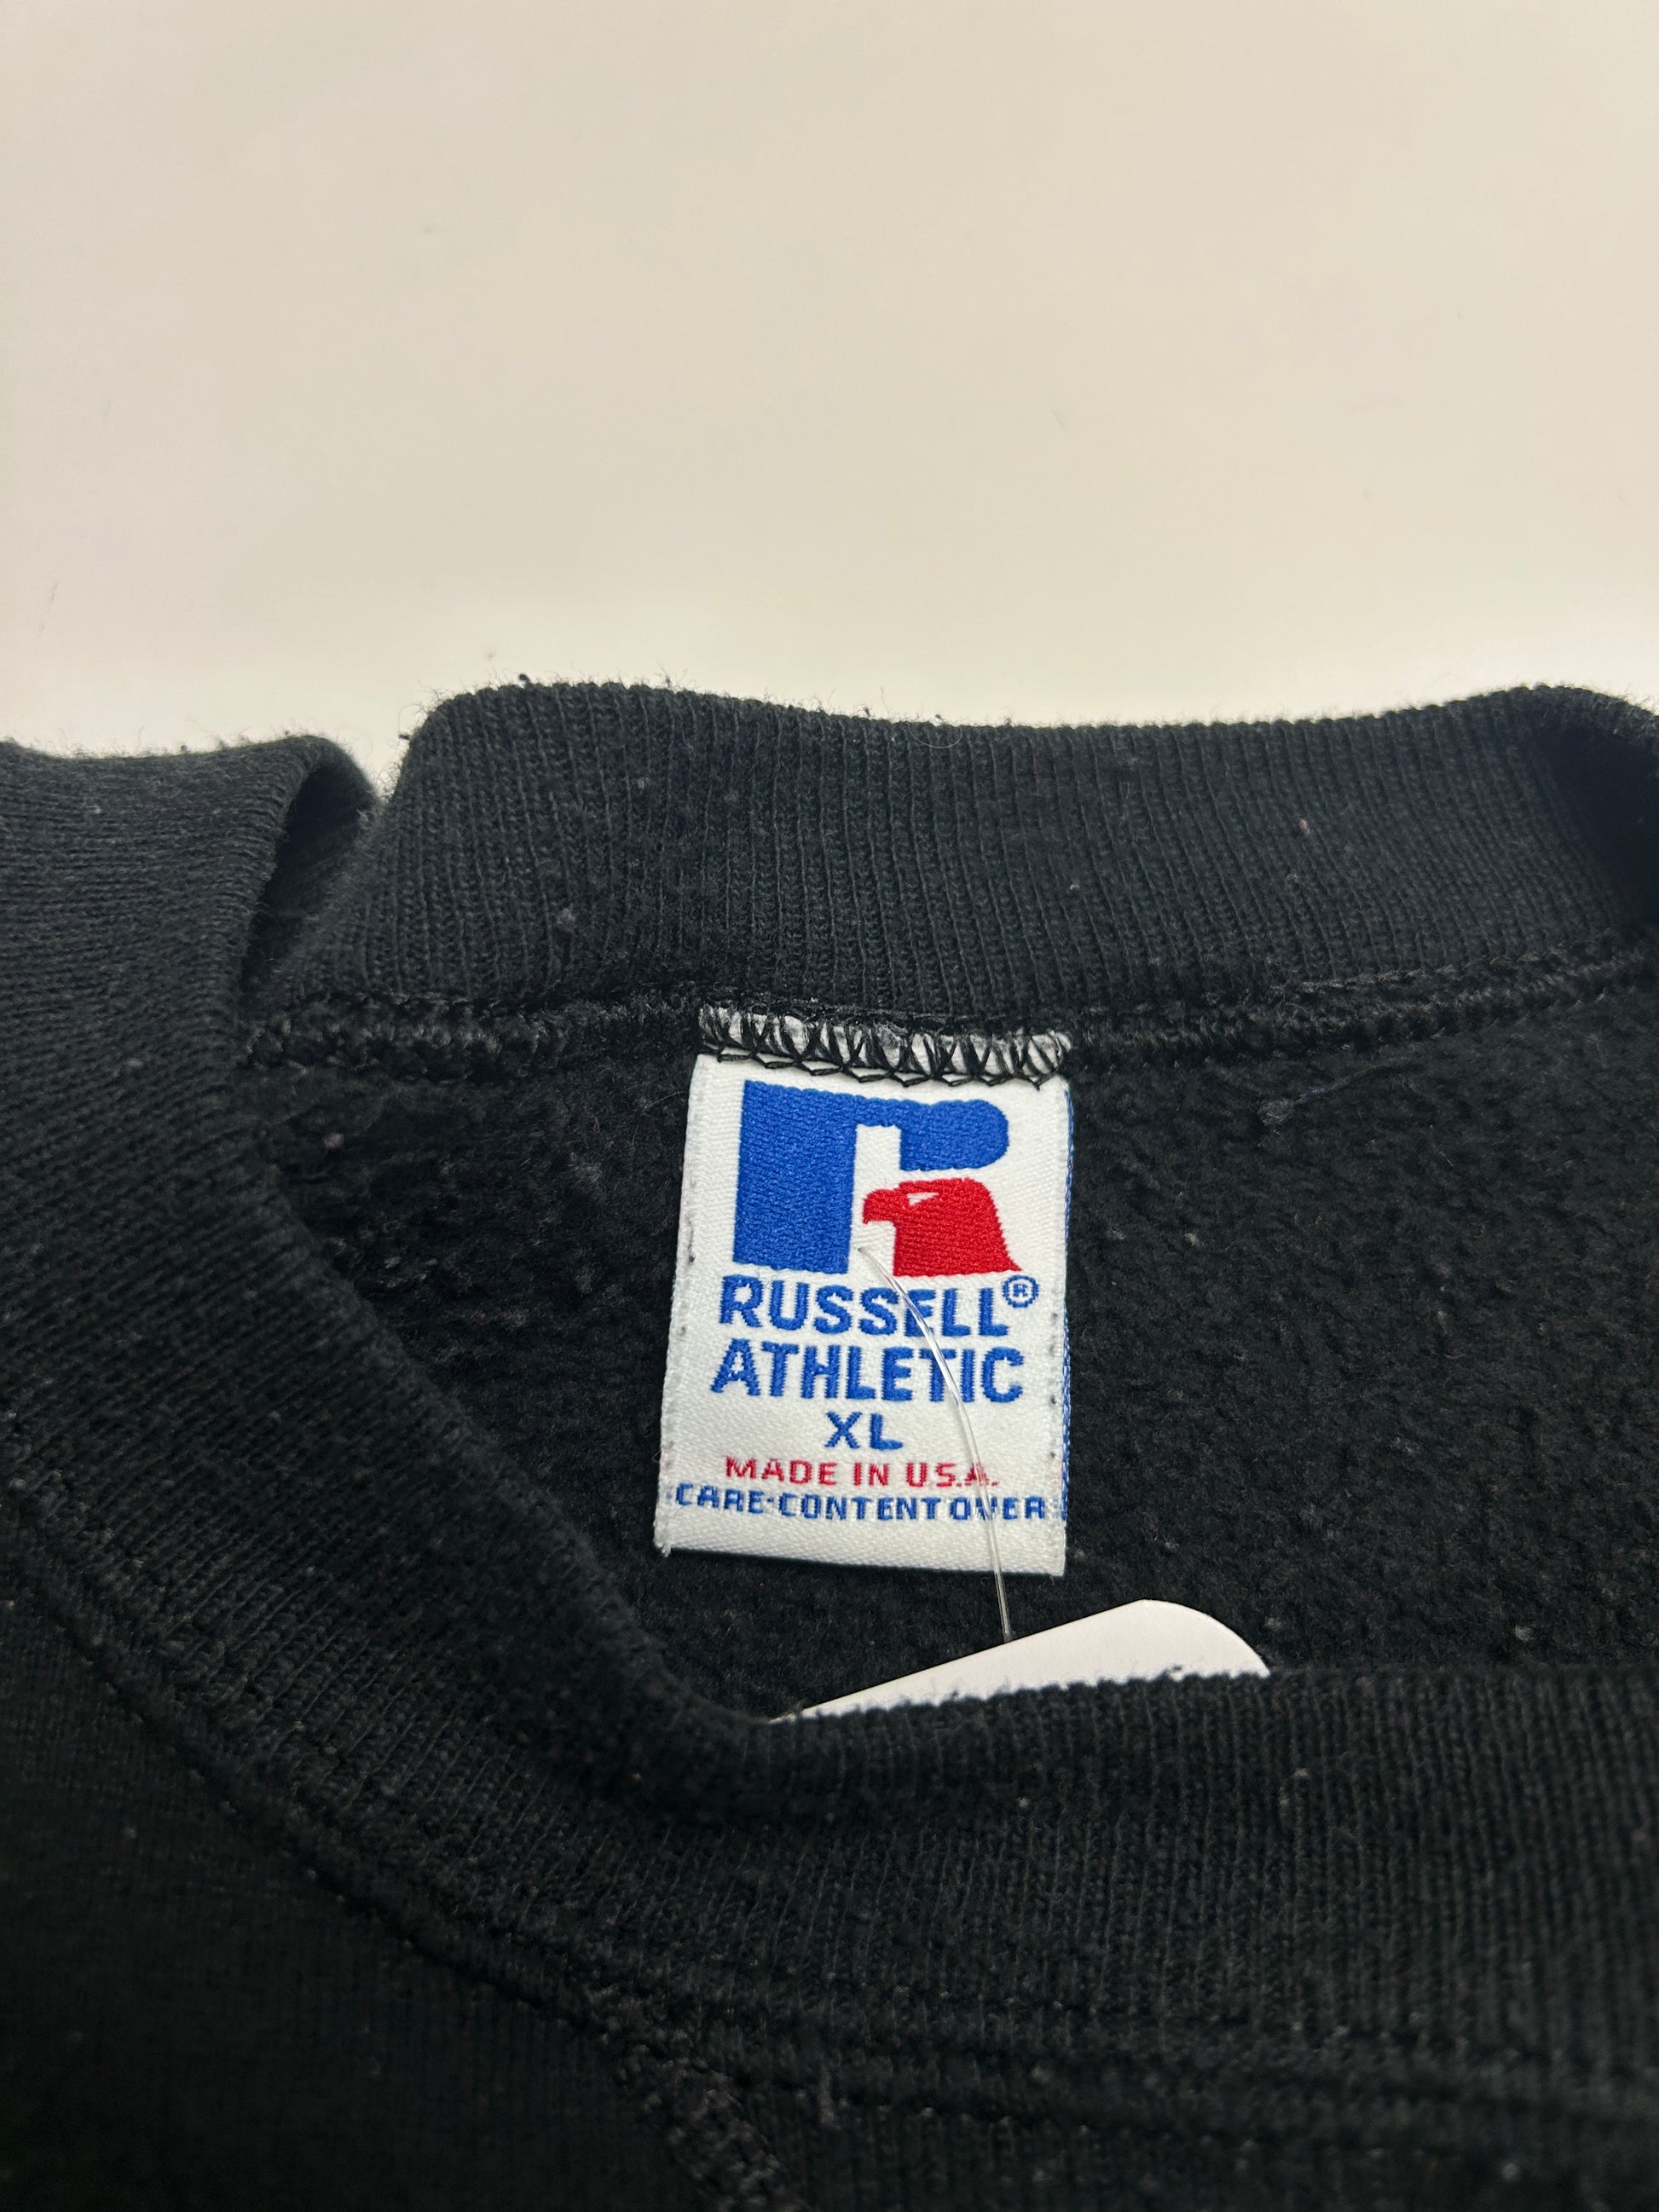 RUSSELL®
ATHLETIC
XL
MADE IN U.S.A.
CARE·CONTENT OVER